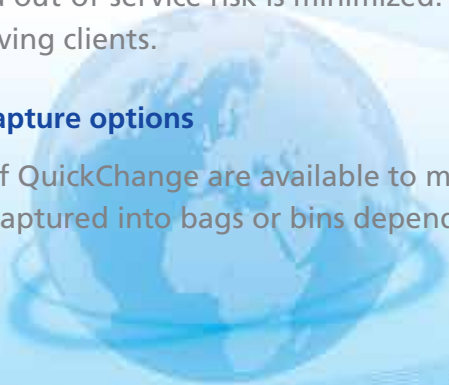 out of service risk is minimized.
ving clients.
apture options
f QuickChange are available to m
aptured into bags or bins depend